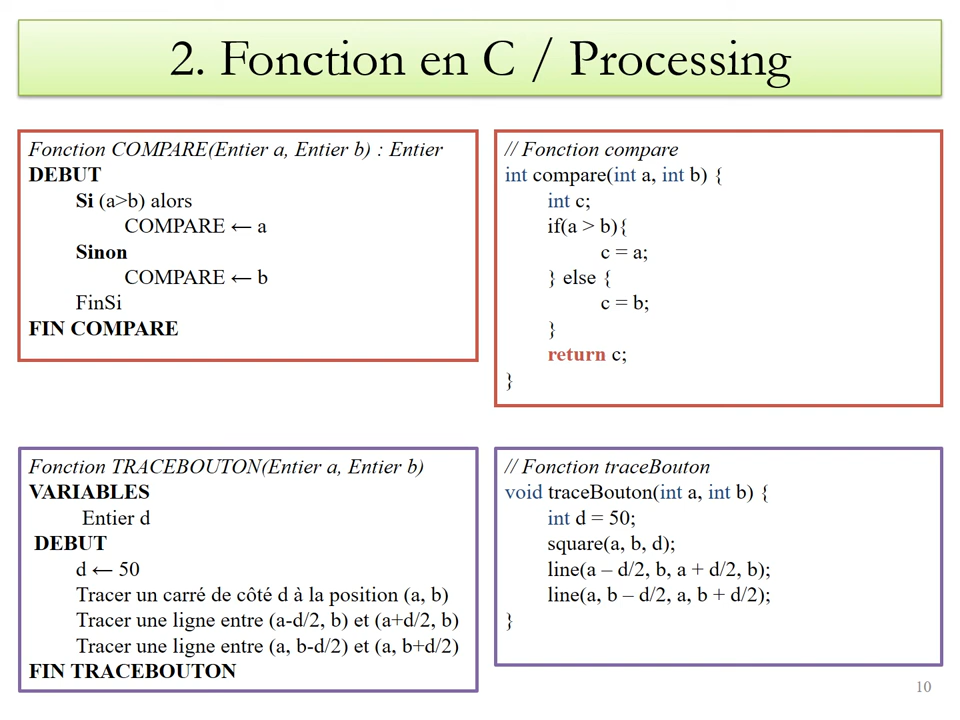 2. Fonction en C / Processing
Fonction COMPARE(Entier a, Entier b) : Entier
DEBUT
Si (a>b) alors
COMPARE ← a
Sinon
COMPARE ← b
FinSi
FIN COMPARE
// Fonction compare
int compare(int a, int b) {
int c;
if(a > b){
c = a;
} else {
c = b;
}
return c;
}
Fonction TRACEBOUTON(Entier a, Entier b)
VARIABLES
Entier d
DEBUT
d ← 50
Tracer un carré de côté d à la position (a, b)
Tracer une ligne entre (a-d/2, b) et (a+d/2, b)
Tracer une ligne entre (a, b-d/2) et (a, b+d/2)
FIN TRACEBOUTON
// Fonction traceBouton
void traceBouton(int a, int b) {
int d = 50;
square(a, b, d);
line(a – d/2, b, a + d/2, b);
line(a, b – d/2, a, b + d/2);
}
10